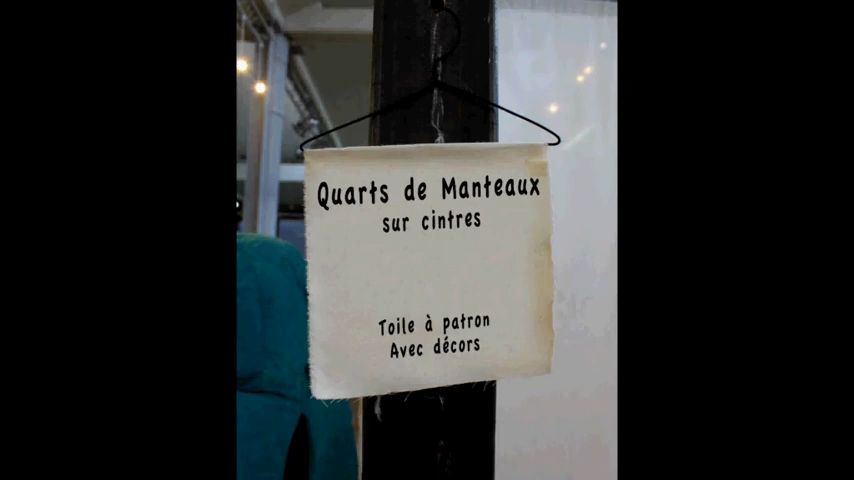 Quarts de Manteaux
sur cintres
Toile à patron
Avec décors